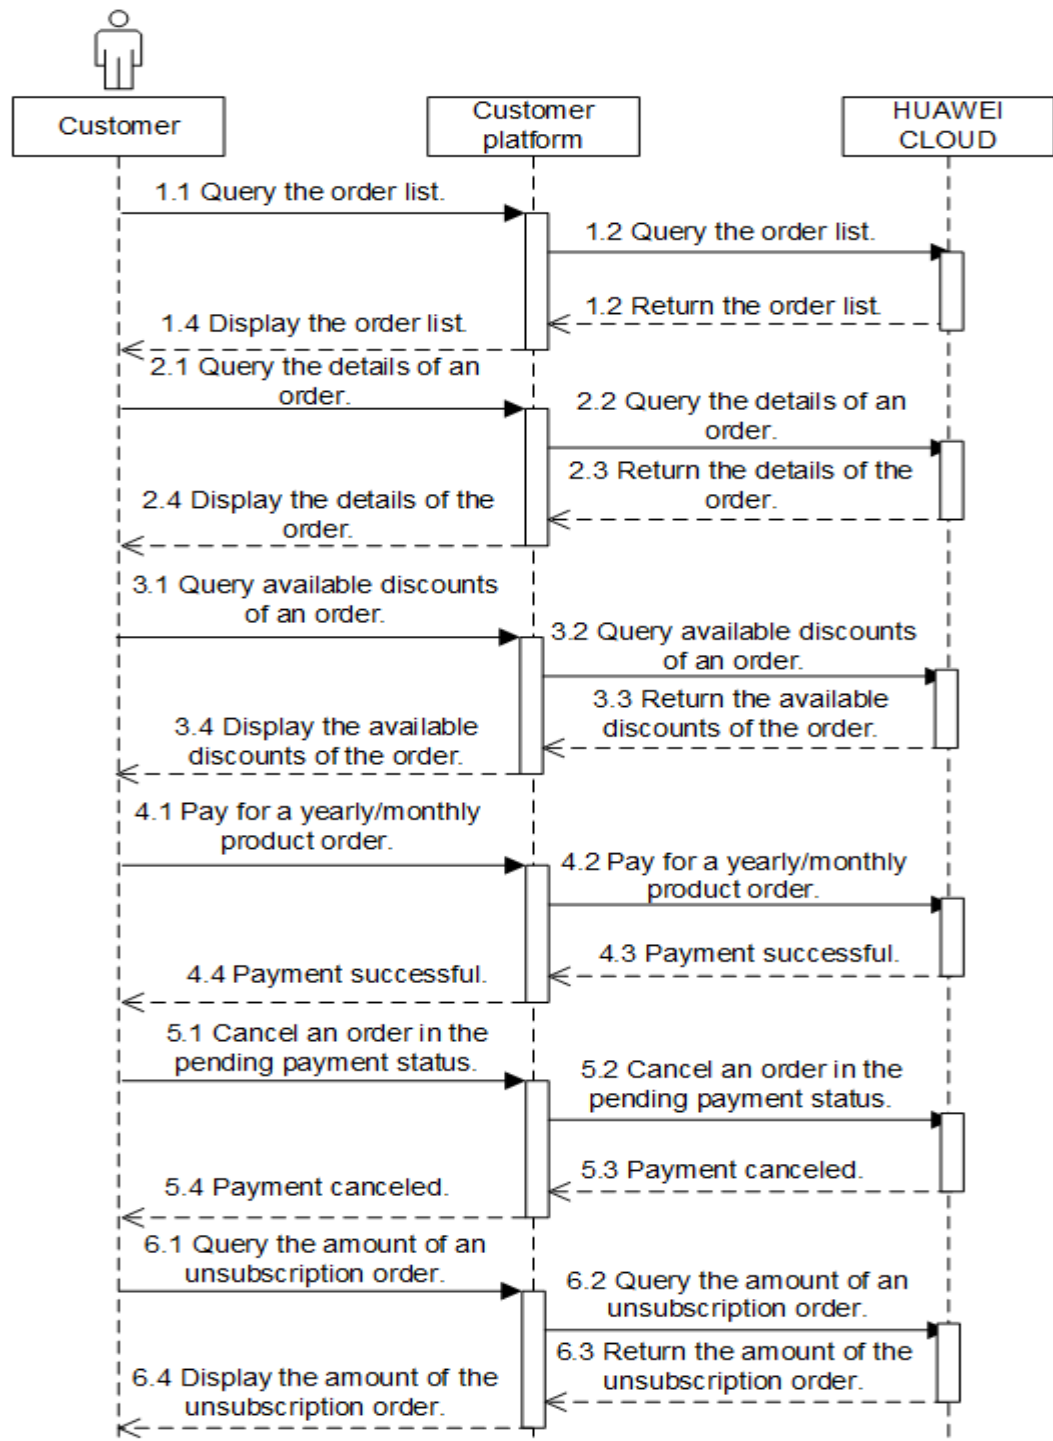 Customer
Customer
platform
HUAWEI
CLOUD
1.1 Query the order list.
1.2 Query the order list.
1.2 Return the order list.
1.4 Display the order list.
2.1 Query the details of an
order.
2.2 Query the details of an
order.
2.3 Return the details of the
order.
2.4 Display the details of the
order.
3.1 Query available discounts
of an order.
3.2 Query available discounts
of an order.
3.3 Return the available
discounts of the order.
3.4 Display the available
discounts of the order.
4.1 Pay for a yearly/monthly
product order.
4.2 Pay for a yearly/monthly
product order.
4.3 Payment successful.
4.4 Payment successful.
5.1 Cancel an order in the
pending payment status.
5.2 Cancel an order in the
pending payment status.
5.3 Payment canceled.
5.4 Payment canceled.
6.1 Query the amount of an
unsubscription order.
6.2 Query the amount of an
unsubscription order.
6.3 Return the amount of the
unsubscription order.
6.4 Display the amount of the
unsubscription order.